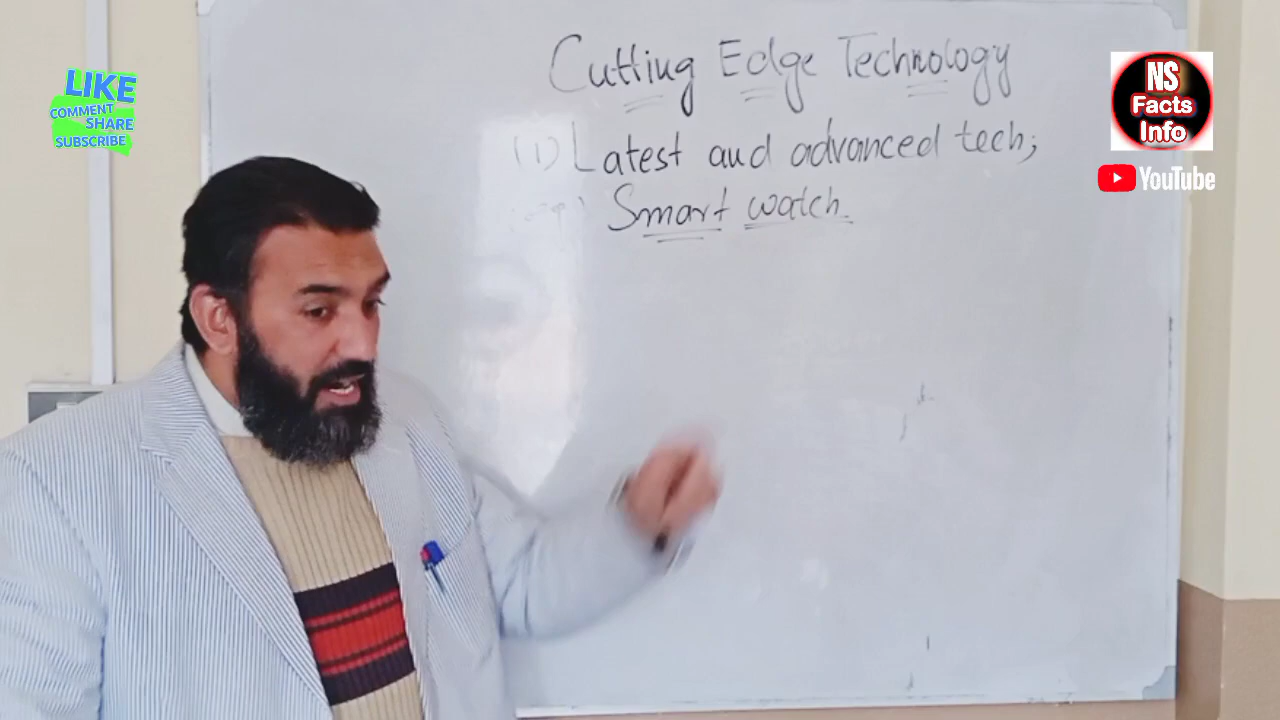 Cutting Edge Technology
(1) Latest and advanced tech;
Smart watch
LIKE
COMMENT
SHARE
SUBSCRIBE
NS
Facts
Info
YouTube